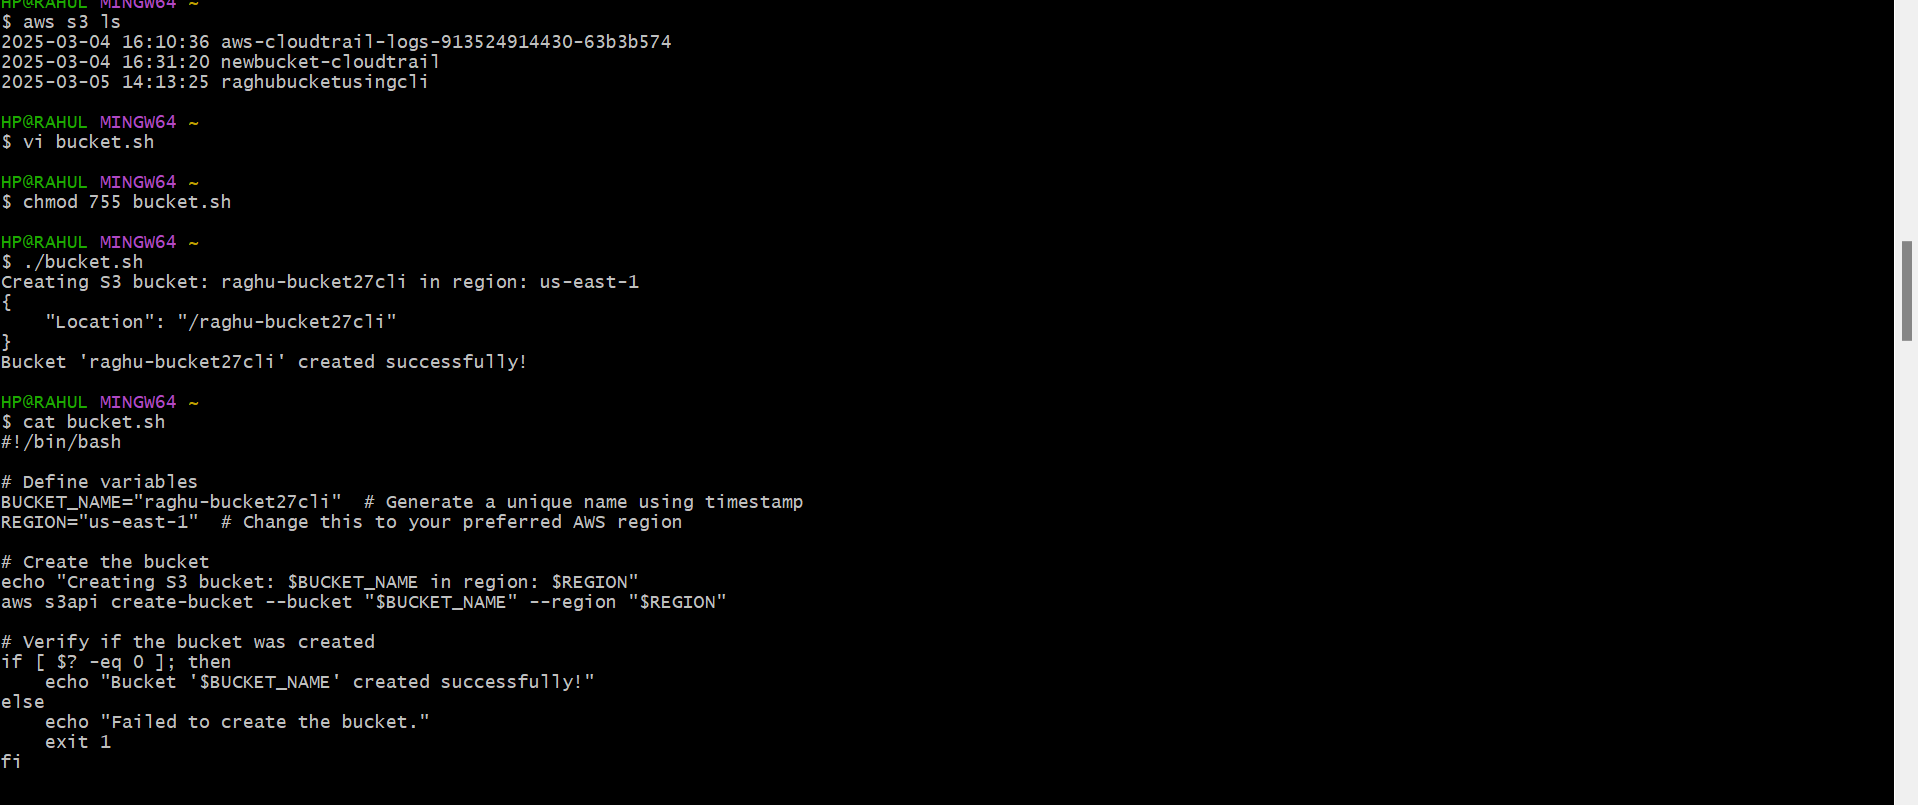 HP@RAHUL MINGW64 ~
$ aws s3 ls
2025-03-04 16:10:36 aws-cloudtrail-logs-913524914430-63b3b574
2025-03-04 16:31:20 newbucket-cloudtrail
2025-03-05 14:13:25 raghubucketusingcli
HP@RAHUL MINGW64 ~
$ vi bucket.sh
HP@RAHUL MINGW64 ~
$ chmod 755 bucket.sh
HP@RAHUL MINGW64 ~
$ ./bucket.sh
Creating S3 bucket: raghu-bucket27cli in region: us-east-1
{
    "Location": "/raghu-bucket27cli"
}
Bucket 'raghu-bucket27cli' created successfully!
HP@RAHUL MINGW64 ~
$ cat bucket.sh
#!/bin/bash
# Define variables
BUCKET_NAME="raghu-bucket27cli"  # Generate a unique name using timestamp
REGION="us-east-1"  # Change this to your preferred AWS region
# Create the bucket
echo "Creating S3 bucket: $BUCKET_NAME in region: $REGION"
aws s3api create-bucket --bucket "$BUCKET_NAME" --region "$REGION"
# Verify if the bucket was created
if [ $? -eq 0 ]; then
    echo "Bucket '$BUCKET_NAME' created successfully!"
else
    echo "Failed to create the bucket."
    exit 1
fi